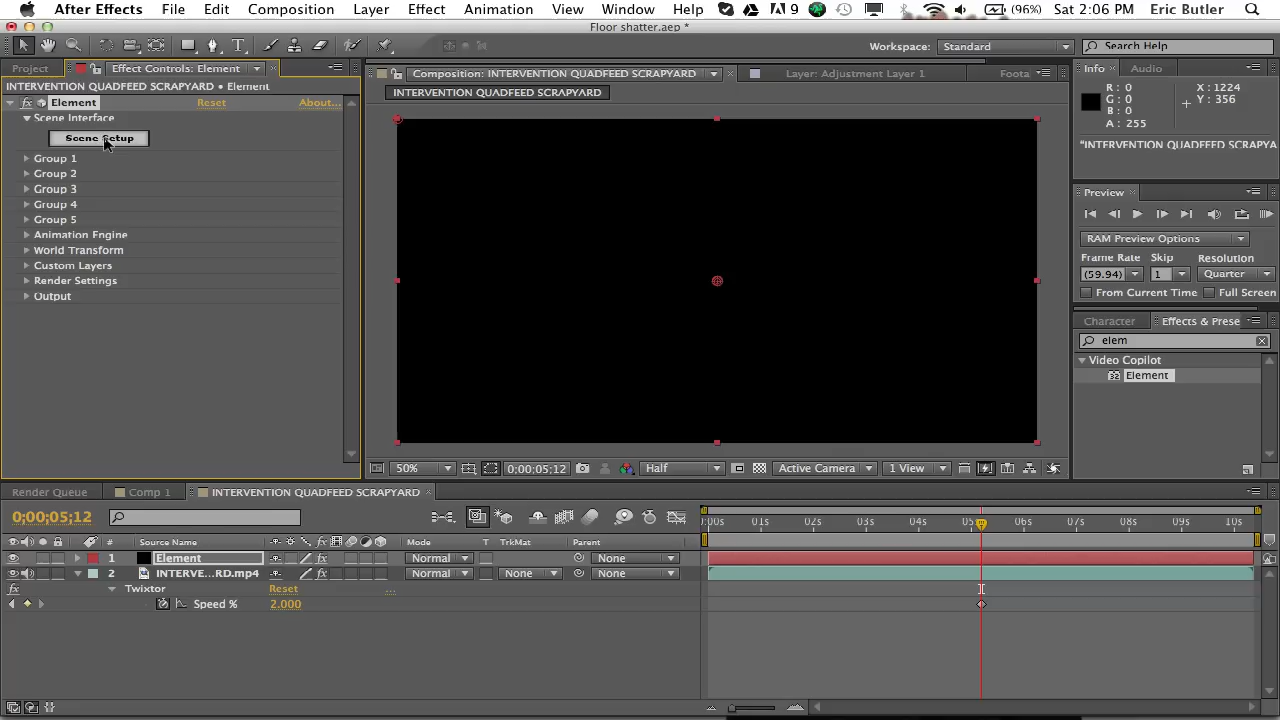 After Effects File Edit Composition Layer Effect Animation View Window Help 9 (96%) Sat 2:06 PM Eric Butler
Floor shatter.aep *
Workspace: Standard Search Help
Project Effect Controls: Element Composition: INTERVENTION QUADFEED SCRAPYARD Layer: Adjustment Layer 1 Foota Info Audio
INTERVENTION QUADFEED SCRAPYARD • Element
INTERVENTION QUADFEED SCRAPYARD
fx Element Reset About...
Scene Interface
Scene Setup
Group 1
Group 2
Group 3
Group 4
Group 5
Animation Engine
World Transform
Custom Layers
Render Settings
Output
R : 0 X : 1224
G : 0 Y : 356
B : 0
A : 255
"INTERVENTION QUADFEED SCRAPYA
Preview
RAM Preview Options
Frame Rate Skip Resolution
(59.94) 1 Quarter
From Current Time Full Screen
Character Effects & Prese
elem
Video Copilot
32 Element
50% 0;00;05;12 Half Active Camera 1 View
Render Queue Comp 1 INTERVENTION QUADFEED SCRAPYARD
0;00;05;12
:00s 01s 02s 03s 04s 05s 06s 07s 08s 09s 10s
# Source Name fx Mode T TrkMat Parent
1 Element fx Normal None
2 INTERVE...RD.mp4 fx Normal None None
fx Twixtor Reset ...
Speed % 2.000